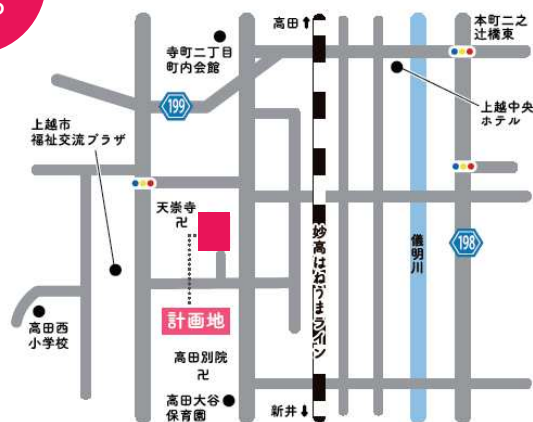 高田↑
本町二之
辻橋東
寺町二丁目
町内会館
199
上越中央
ホテル
上越市
福祉交流プラザ
天崇寺
卍
妙高はねうまライン
儀明川
198
計画地
高田西
小学校
高田別院
卍
高田大谷
保育園
新井↓